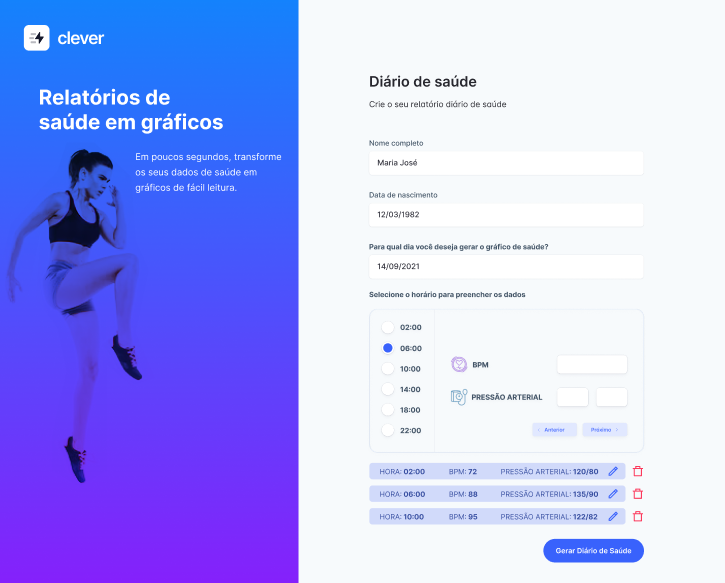 clever
Relatórios de
saúde em gráficos
Em poucos segundos, transforme
os seus dados de saúde em
gráficos de fácil leitura.
Diário de saúde
Crie o seu relatório diário de saúde
Nome completo
Maria José
Data de nascimento
12/03/1982
Para qual dia você deseja gerar o gráfico de saúde?
14/09/2021
Selecione o horário para preencher os dados
02:00
06:00
10:00
14:00
18:00
22:00
BPM
PRESSÃO ARTERIAL
Anterior
Próximo
HORA: 02:00 BPM: 72 PRESSÃO ARTERIAL: 120/80
HORA: 06:00 BPM: 88 PRESSÃO ARTERIAL: 135/90
HORA: 10:00 BPM: 95 PRESSÃO ARTERIAL: 122/82
Gerar Diário de Saúde